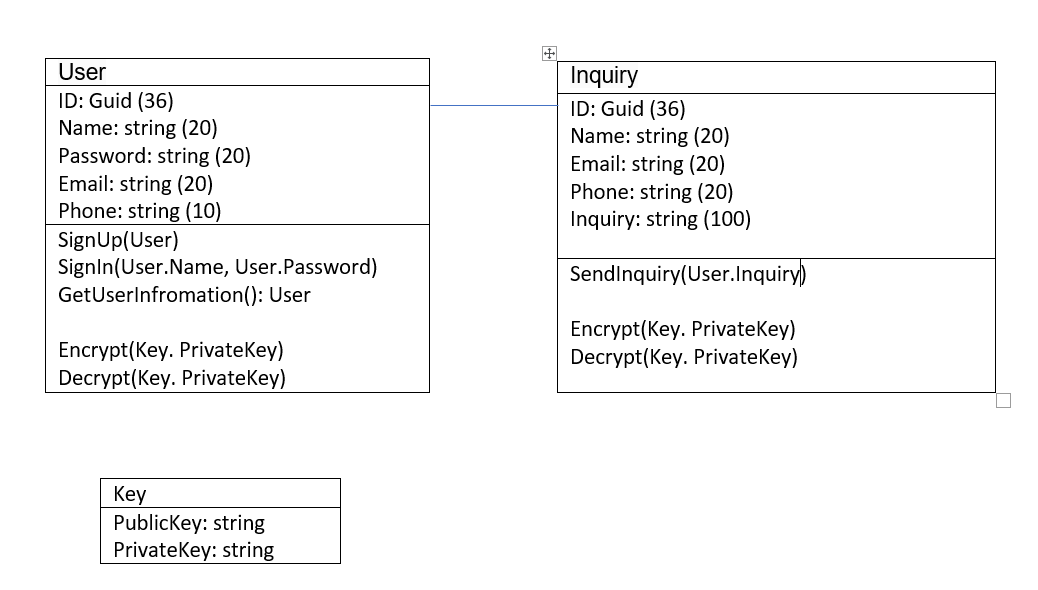 User
ID: Guid (36)
Name: string (20)
Password: string (20)
Email: string (20)
Phone: string (10)
SignUp(User)
SignIn(User.Name, User.Password)
GetUserInfromation(): User
Encrypt(Key. PrivateKey)
Decrypt(Key. PrivateKey)
Inquiry
ID: Guid (36)
Name: string (20)
Email: string (20)
Phone: string (20)
Inquiry: string (100)
SendInquiry(User.Inquiry)
Encrypt(Key. PrivateKey)
Decrypt(Key. PrivateKey)
Key
PublicKey: string
PrivateKey: string